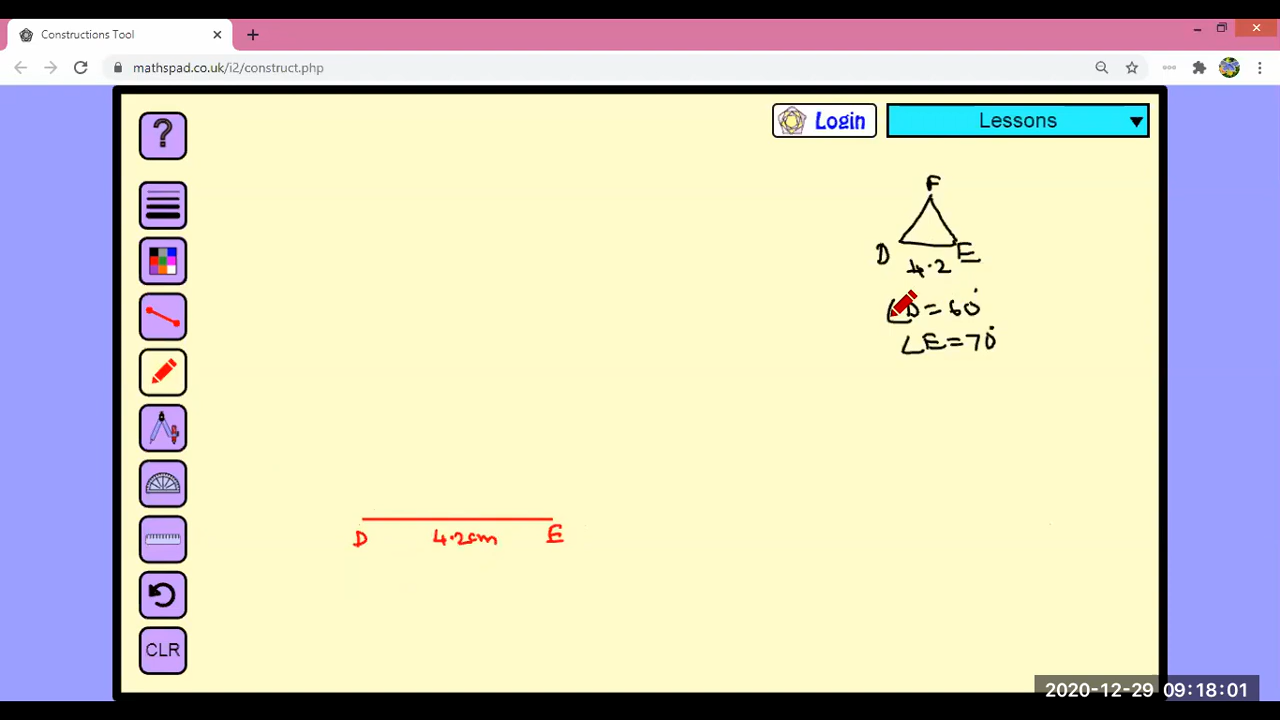 Constructions Tool
mathspad.co.uk/i2/construct.php
?
Login
Lessons
F
D E
4.2
∠D = 60°
∠E = 70°
D 4.2cm E
CLR
2020-12-29 09:18:01